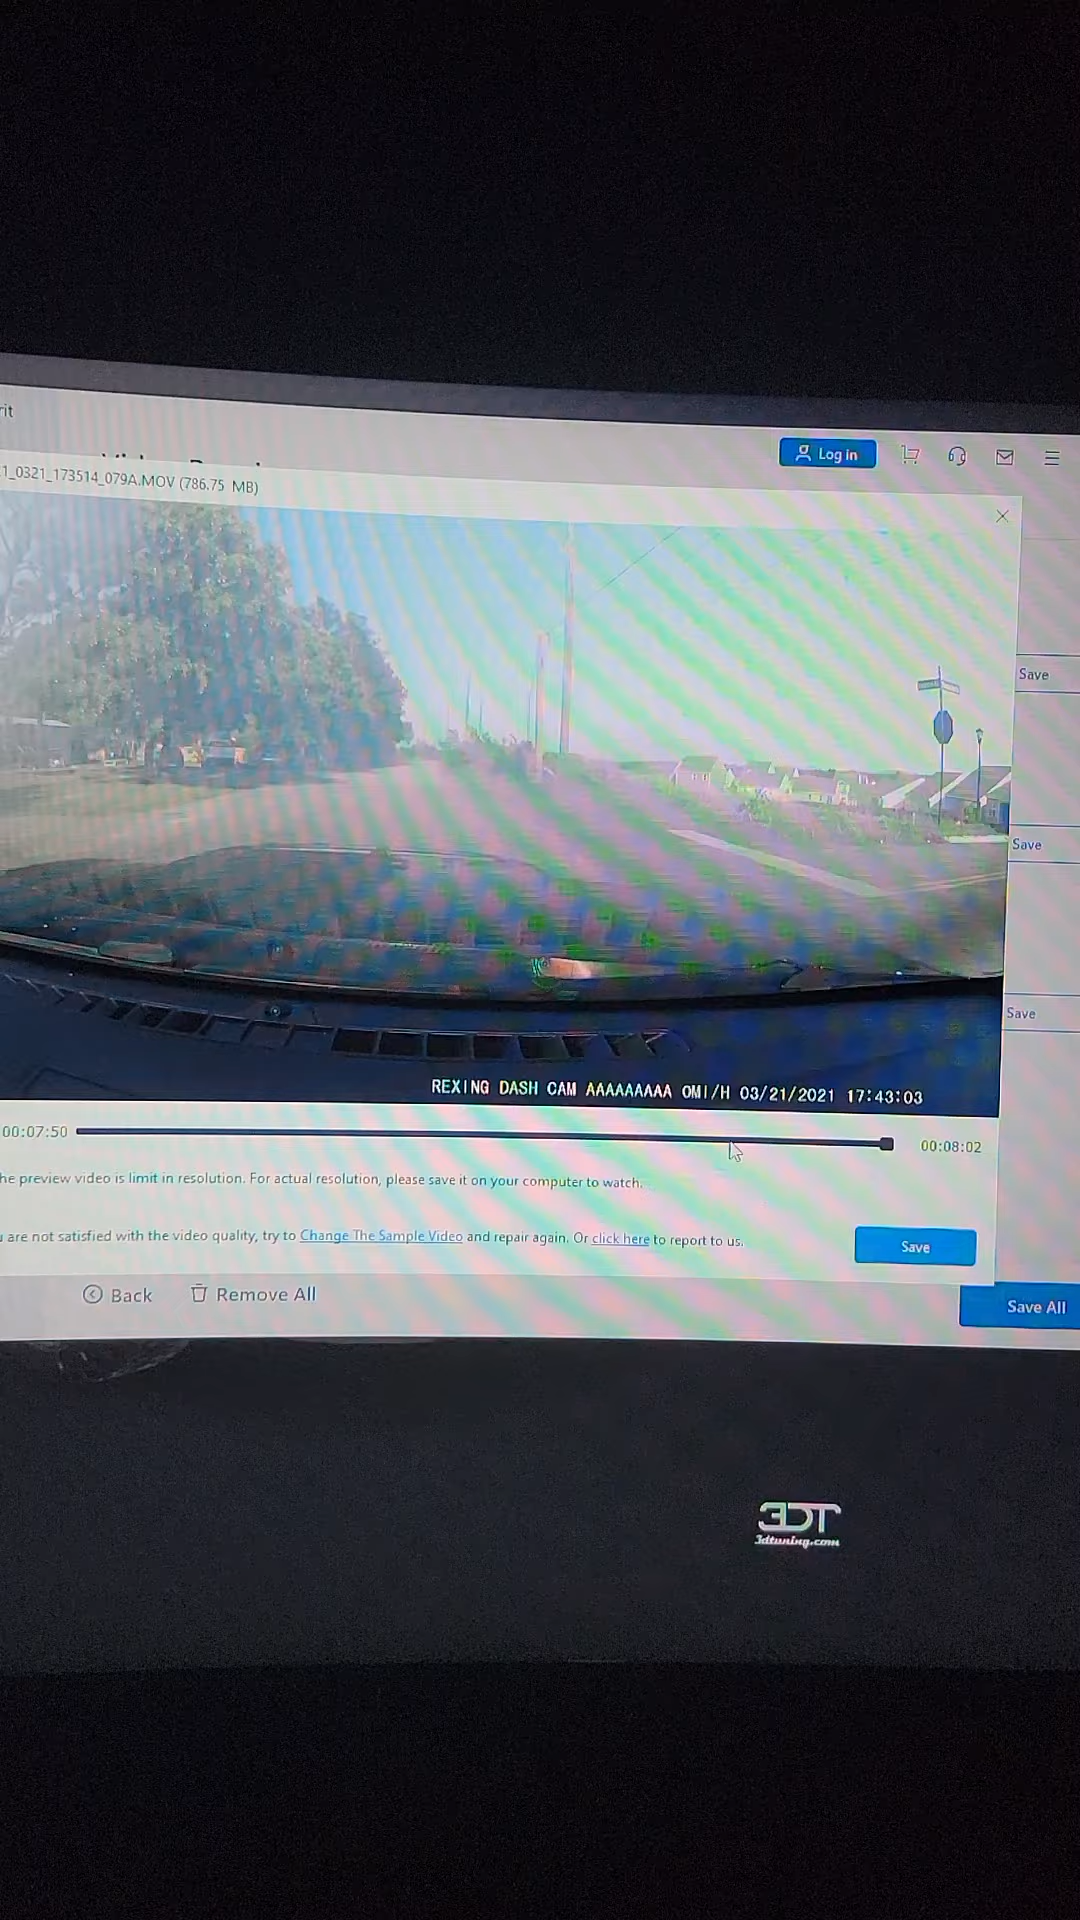 rit
Log in
1_0321_173514_079A.MOV (786.75 MB)
Save
Save
Save
REXING DASH CAM AAAAAAAAA 0MI/H 03/21/2021 17:43:03
00:07:50
00:08:02
he preview video is limit in resolution. For actual resolution, please save it on your computer to watch.
u are not satisfied with the video quality, try to Change The Sample Video and repair again. Or click here to report to us.
Save
Back
Remove All
Save All
3DT
3dtuning.com